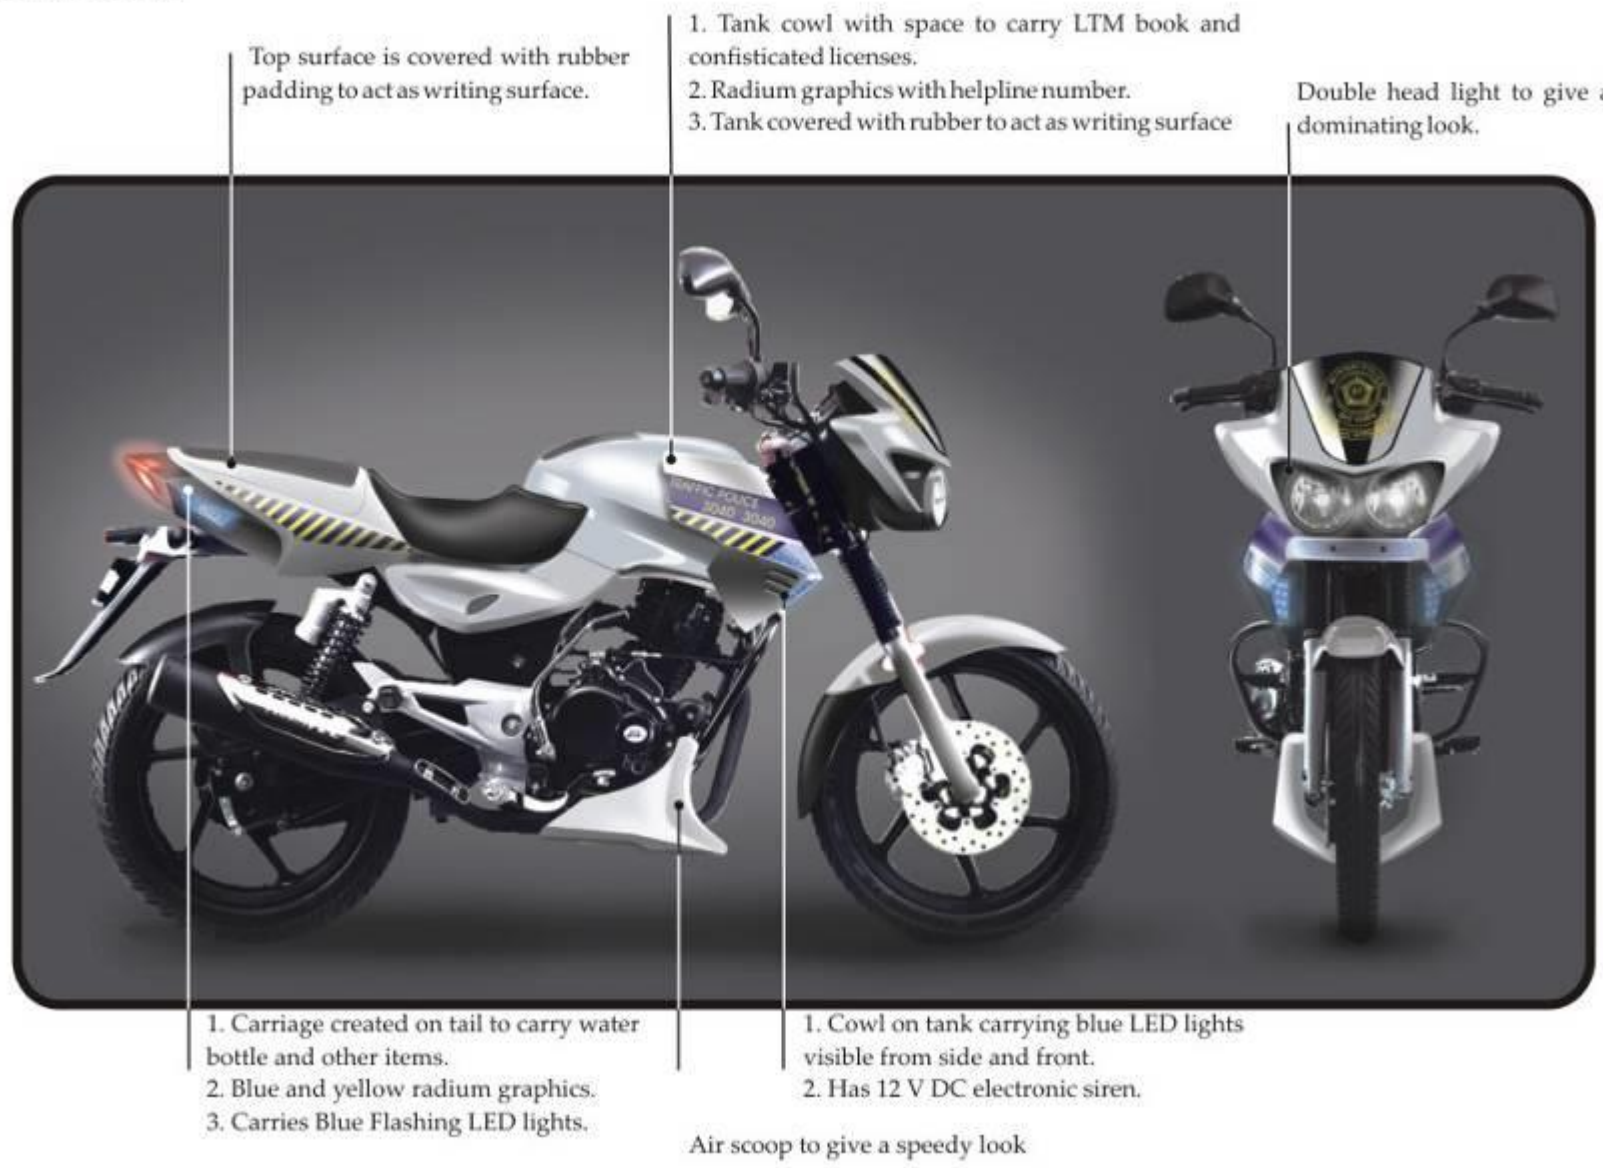 Top surface is covered with rubber
padding to act as writing surface.
1. Tank cowl with space to carry LTM book and
confisticated licenses.
2. Radium graphics with helpline number.
3. Tank covered with rubber to act as writing surface
Double head light to give a
dominating look.
TRAFFIC POLICE
3040 3040
1. Carriage created on tail to carry water
bottle and other items.
2. Blue and yellow radium graphics.
3. Carries Blue Flashing LED lights.
1. Cowl on tank carrying blue LED lights
visible from side and front.
2. Has 12 V DC electronic siren.
Air scoop to give a speedy look